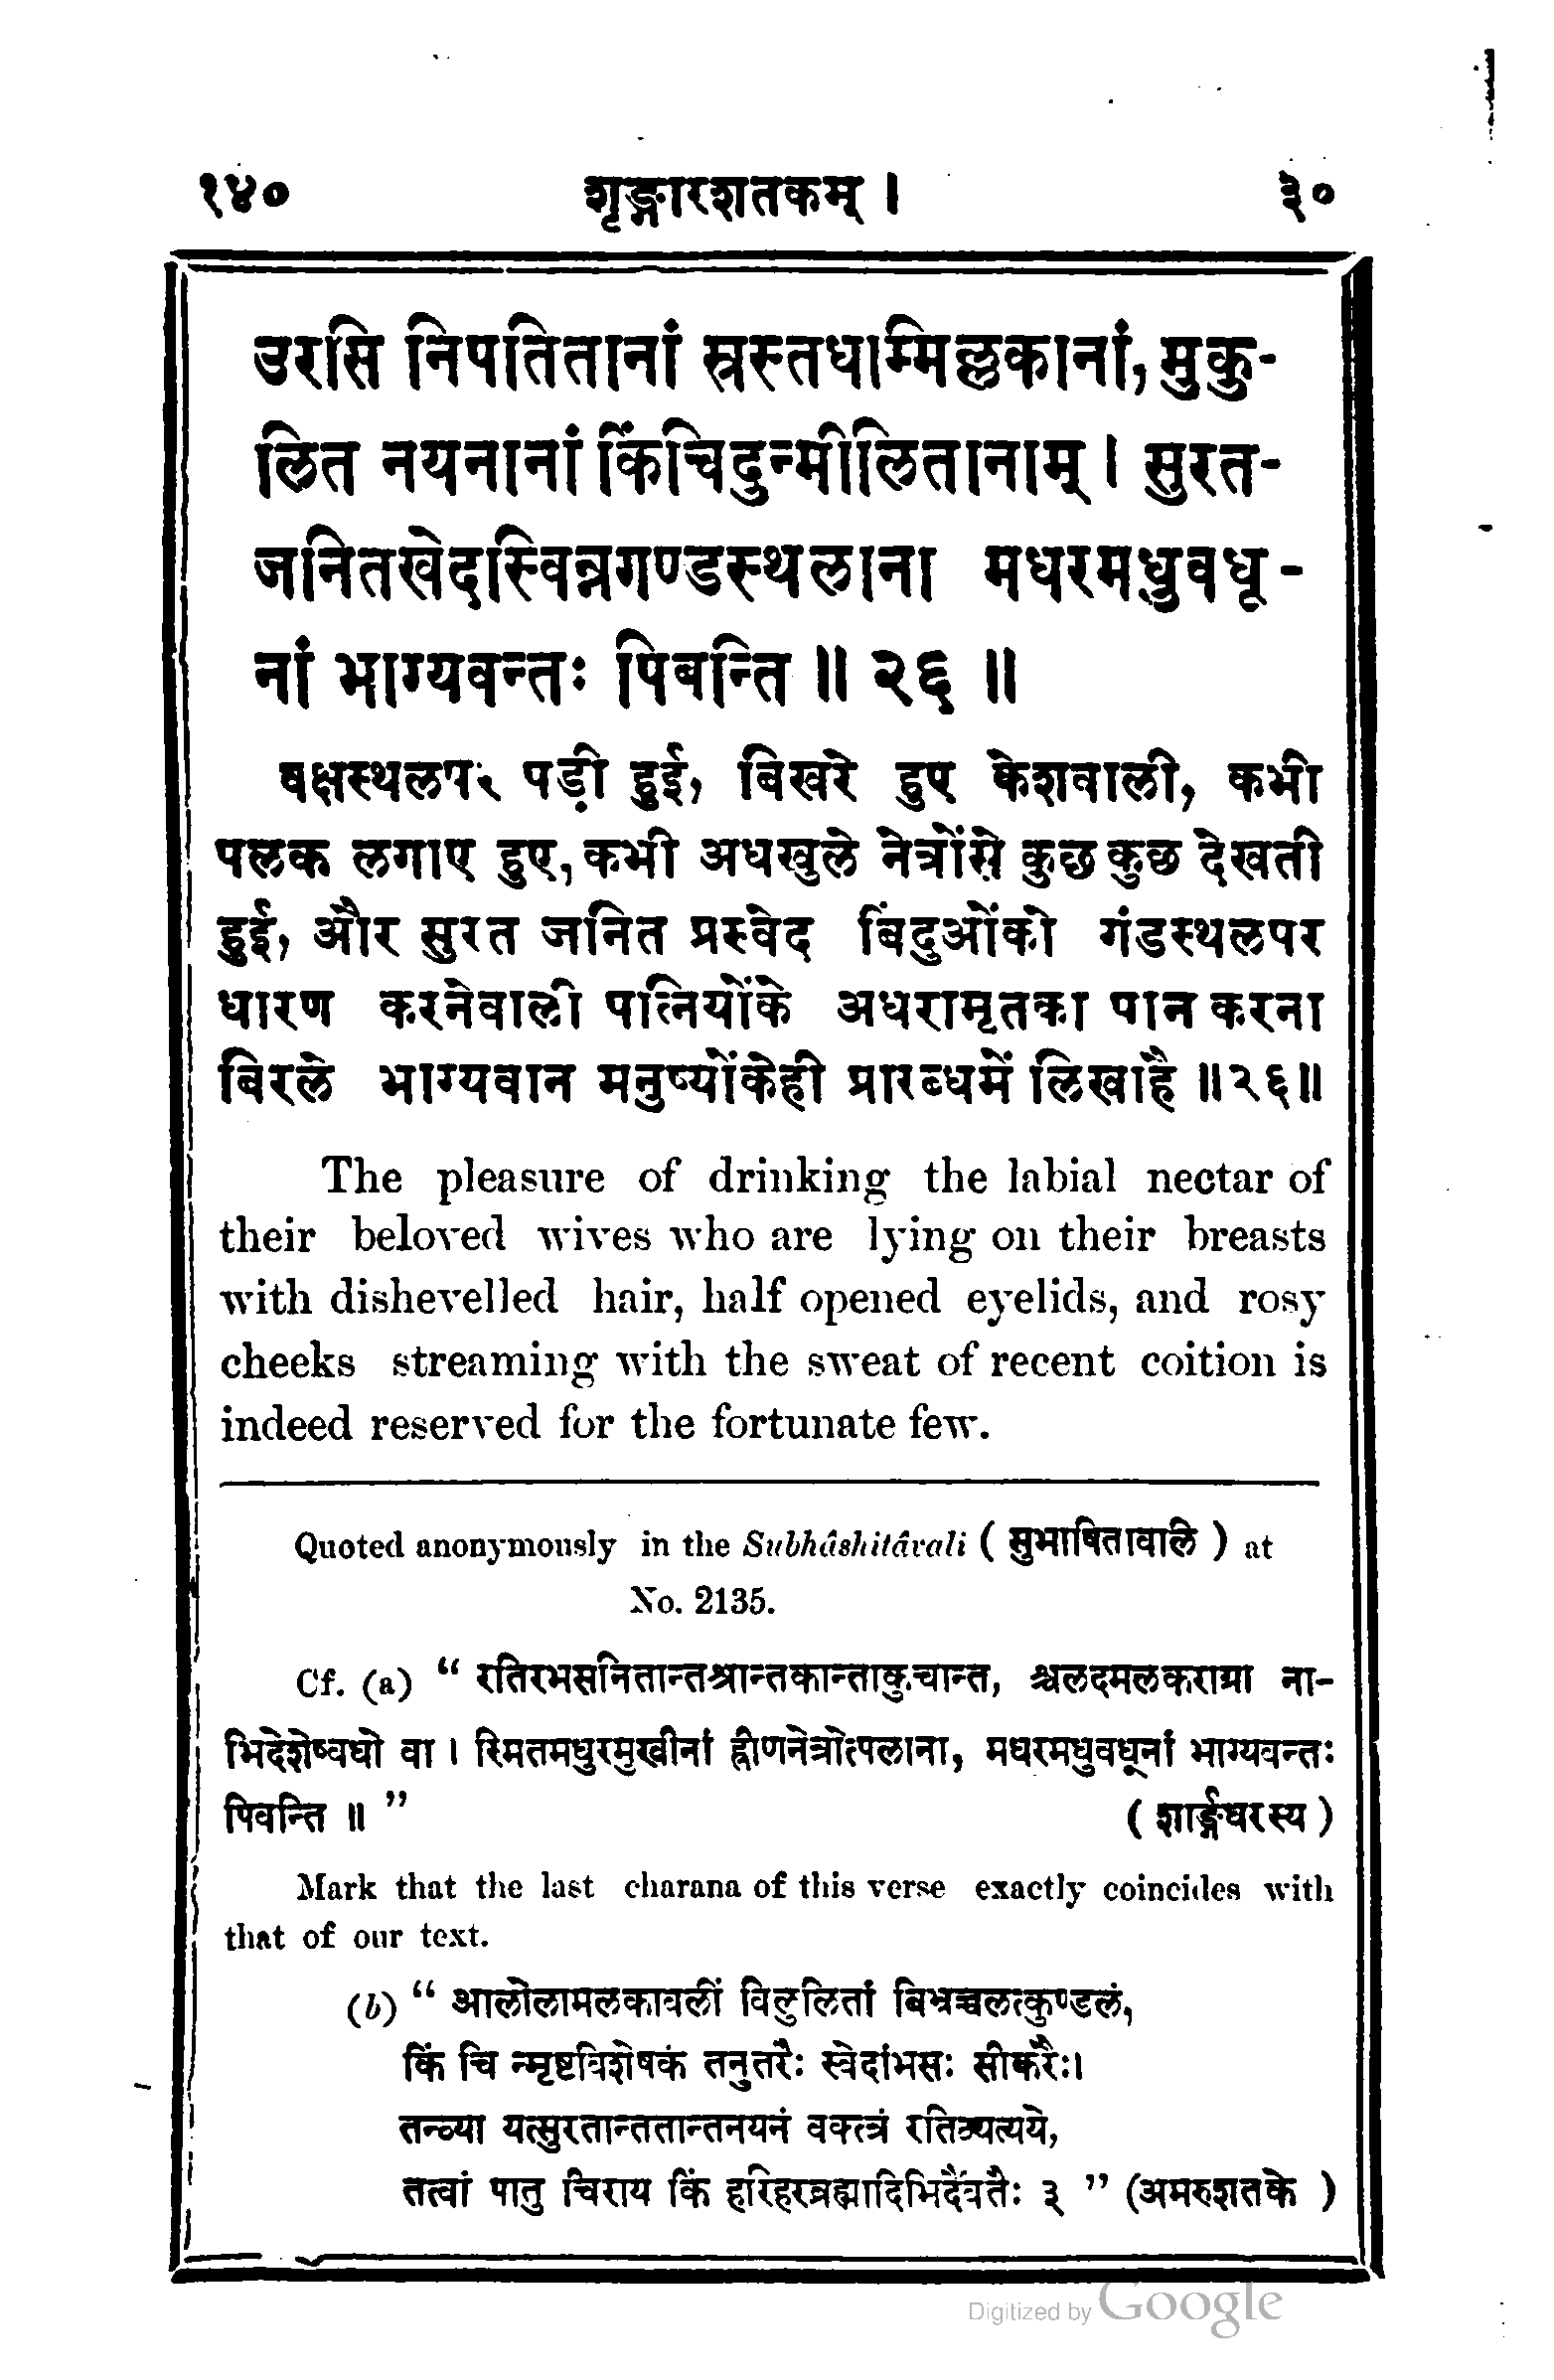 १४० शृङ्गारशतकम् । ३०
उरसि निपतितानां स्रस्तधाम्मिल्लकानां, मुकु-
लित नयनानां किंचिदुन्मीलितानाम् । सुरत-
जनितखेदस्विन्नगण्डस्थलाना मधरमधुवधू-
नां भाग्यवन्तः पिबन्ति ॥ २६ ॥
वक्षस्थलपर पड़ी हुई, बिखरे हुए केशवाली, कभी
पलक लगाए हुए, कभी अधखुले नेत्रोंसे कुछ कुछ देखती
हुई, और सुरत जनित प्रस्वेद बिंदुओंको गंडस्थलपर
धारण करनेवाली पत्नियोंके अधरामृतका पान करना
बिरले भाग्यवान मनुष्योंकेही प्रारब्धमें लिखाहै ॥२६॥
The pleasure of drinking the labial nectar of
their beloved wives who are lying on their breasts
with dishevelled hair, half opened eyelids, and rosy
cheeks streaming with the sweat of recent coition is
indeed reserved for the fortunate few.
Quoted anonymously in the Subhâshitâvali ( सुभाषितावालि ) at
No. 2135.
Cf. (a) “ रतिरभसनितान्तश्रान्तकान्ताकुचान्त, श्चलदमलकराग्रा ना-
भिदेशेष्वधो वा । स्मितमधुरमुखीनां ह्रीणनेत्रोत्पलाना, मधरमधुवधूनां भाग्यवन्तः
पिवन्ति ॥ ” ( शार्ङ्गधरस्य )
Mark that the last charana of this verse exactly coincides with
that of our text.
(b) “ आलोलामलकावलीं विलुलितां बिभ्रच्चलत्कुण्डलं,
किं चि न्मृष्टविशेषकं तनुतरैः स्वेदांभसः सीकरैः।
तन्व्या यत्सुरतान्ततान्तनयनं वक्त्रं रतिव्यत्यये,
तत्वां पातु चिराय किं हरिहरब्रह्मादिभिर्दैवतैः ३ ” (अमरुशतके )
Digitized by Google